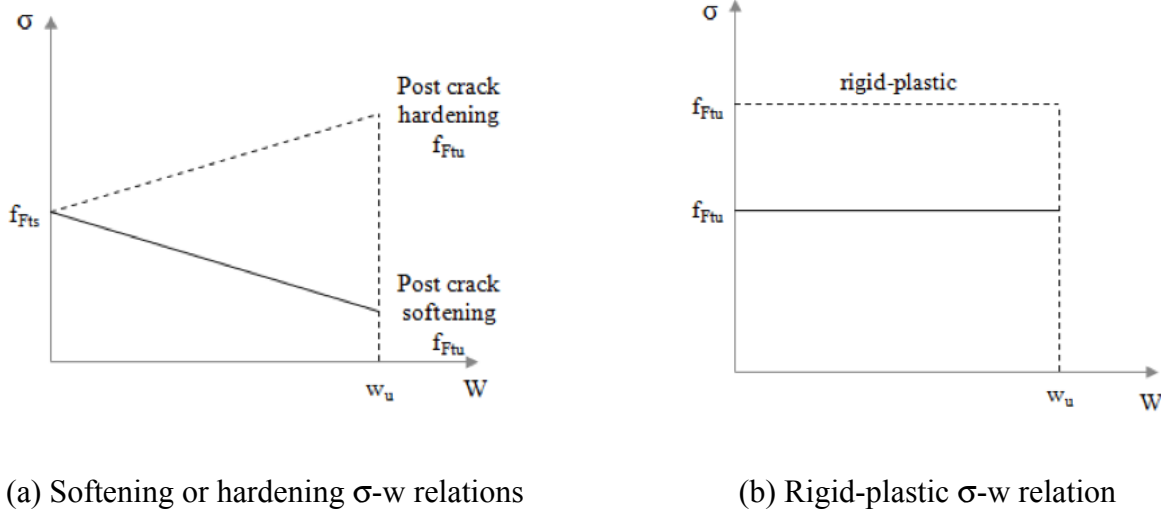 σ
Post crack
hardening
f_Ftu
f_Fts
Post crack
softening
f_Ftu
w_u
W
σ
rigid-plastic
f_Ftu
f_Ftu
w_u
W
(a) Softening or hardening σ-w relations
(b) Rigid-plastic σ-w relation